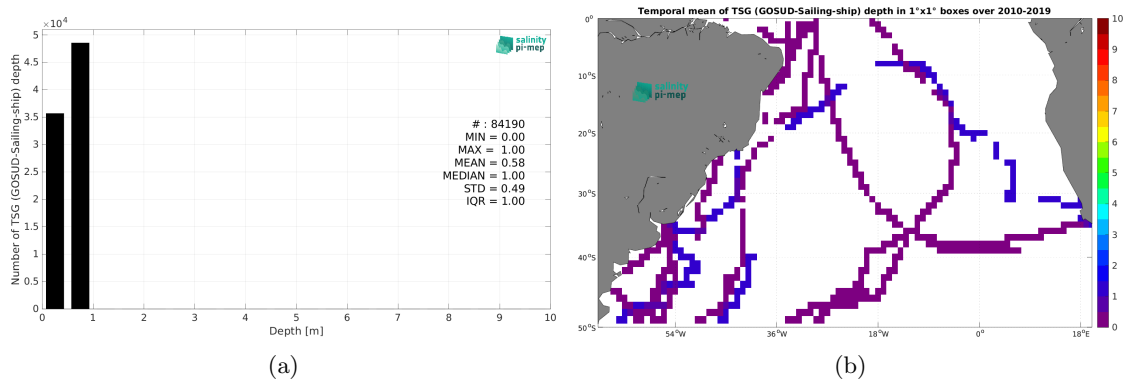 ×10⁴
5
4.5
4
3.5
3
2.5
2
1.5
1
0.5
0
Number of TSG (GOSUD-Sailing-ship) depth
salinity
pi-mep
# : 84190
MIN = 0.00
MAX = 1.00
MEAN = 0.58
MEDIAN = 1.00
STD = 0.49
IQR = 1.00
0 1 2 3 4 5 6 7 8 9 10
Depth [m]
(a)
Temporal mean of TSG (GOSUD-Sailing-ship) depth in 1°x1° boxes over 2010-2019
0°
10°S
20°S
30°S
40°S
50°S
salinity
pi-mep
54°W 36°W 18°W 0° 18°E
10
9
8
7
6
5
4
3
2
1
0
(b)